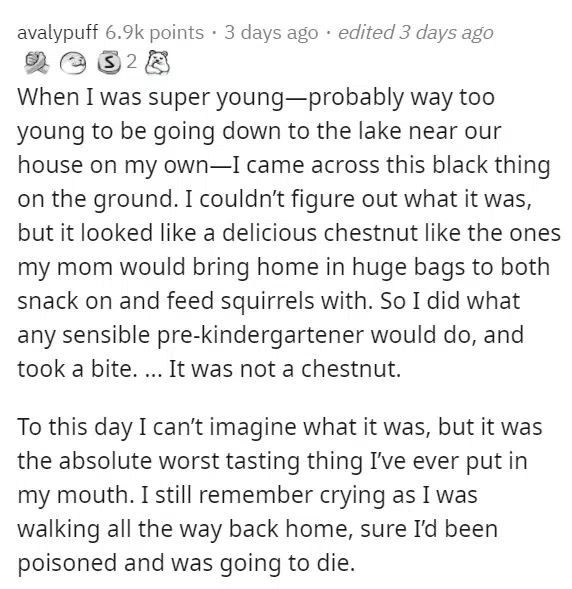 avalypuff 6.9k points · 3 days ago · edited 3 days ago
S 2
When I was super young—probably way too
young to be going down to the lake near our
house on my own—I came across this black thing
on the ground. I couldn’t figure out what it was,
but it looked like a delicious chestnut like the ones
my mom would bring home in huge bags to both
snack on and feed squirrels with. So I did what
any sensible pre-kindergartener would do, and
took a bite. ... It was not a chestnut.
To this day I can’t imagine what it was, but it was
the absolute worst tasting thing I’ve ever put in
my mouth. I still remember crying as I was
walking all the way back home, sure I’d been
poisoned and was going to die.